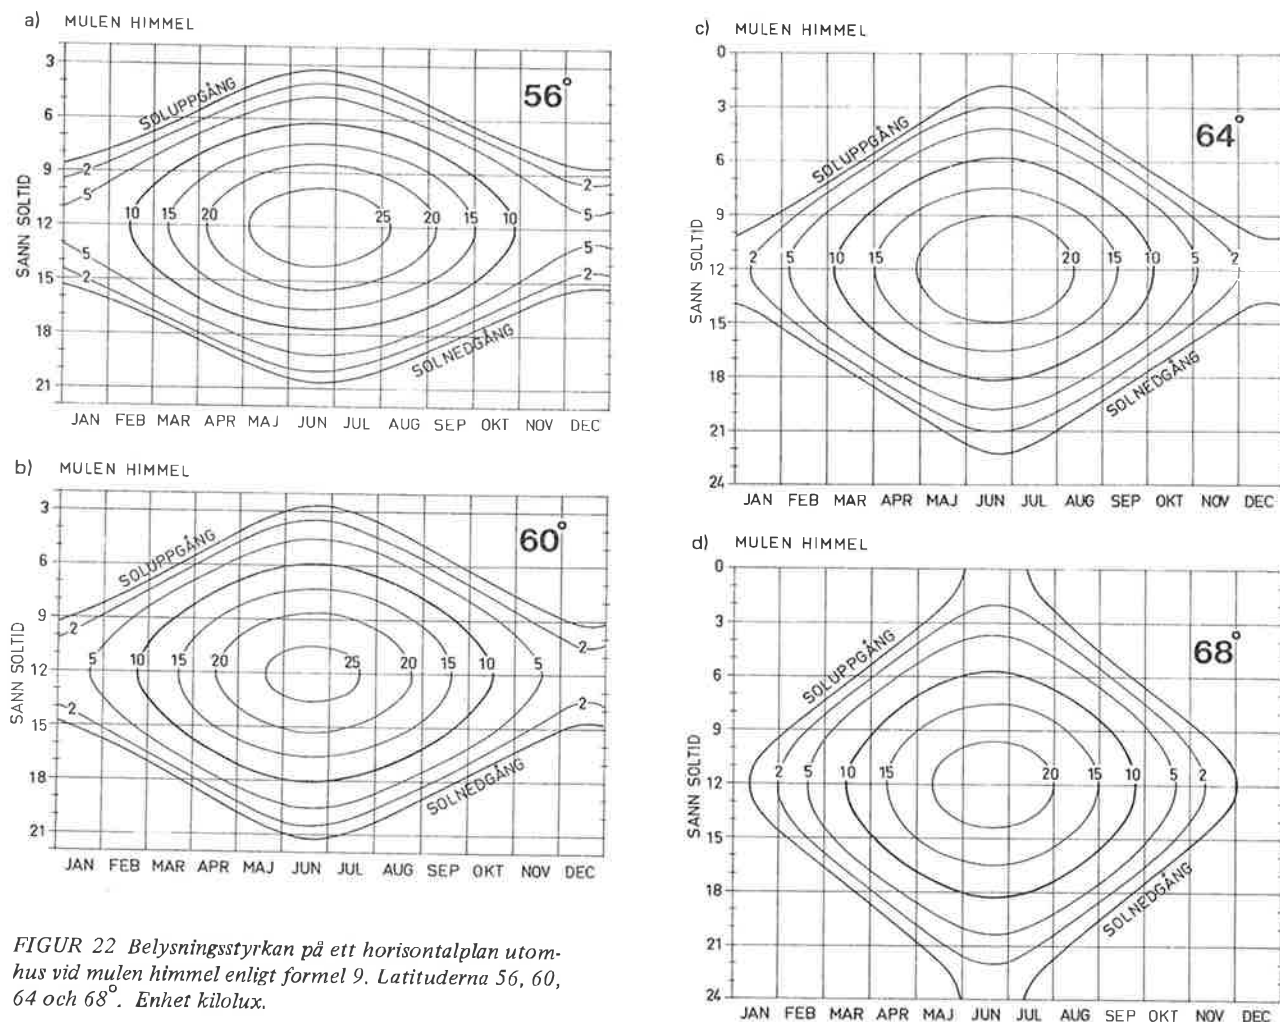 a) MULEN HIMMEL
56°
SOLUPPGÅNG
SOLNEDGÅNG
SANN SOLTID
3
6
9
12
15
18
21
2
5
5
2
10 15 20 25 20 15 10
2
5
5
2
JAN FEB MAR APR MAJ JUN JUL AUG SEP OKT NOV DEC
b) MULEN HIMMEL
60°
SOLUPPGÅNG
SOLNEDGÅNG
SANN SOLTID
3
6
9
12
15
18
21
2
2
5 10 15 20 25 20 15 10 5
2
2
JAN FEB MAR APR MAJ JUN JUL AUG SEP OKT NOV DEC
FIGUR 22 Belysningsstyrkan på ett horisontalplan utom-
hus vid mulen himmel enligt formel 9. Latituderna 56, 60,
64 och 68°. Enhet kilolux.
c) MULEN HIMMEL
64°
SOLUPPGÅNG
SOLNEDGÅNG
SANN SOLTID
0
3
6
9
12
15
18
21
24
2 5 10 15 20 15 10 5 2
JAN FEB MAR APR MAJ JUN JUL AUG SEP OKT NOV DEC
d) MULEN HIMMEL
68°
SOLUPPGÅNG
SOLNEDGÅNG
SANN SOLTID
0
3
6
9
12
15
18
21
24
2 5 10 15 20 15 10 5 2
JAN FEB MAR APR MAJ JUN JUL AUG SEP OKT NOV DEC